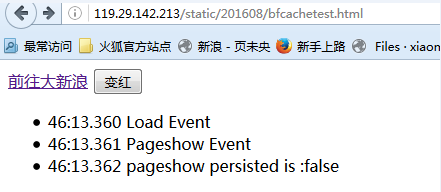 119.29.142.213/static/201608/bfcachetest.html
最常访问 火狐官方站点 新浪 - 页未央 新手上路 Files · xiaon
前往大新浪 变红
46:13.360 Load Event
46:13.361 Pageshow Event
46:13.362 pageshow persisted is :false